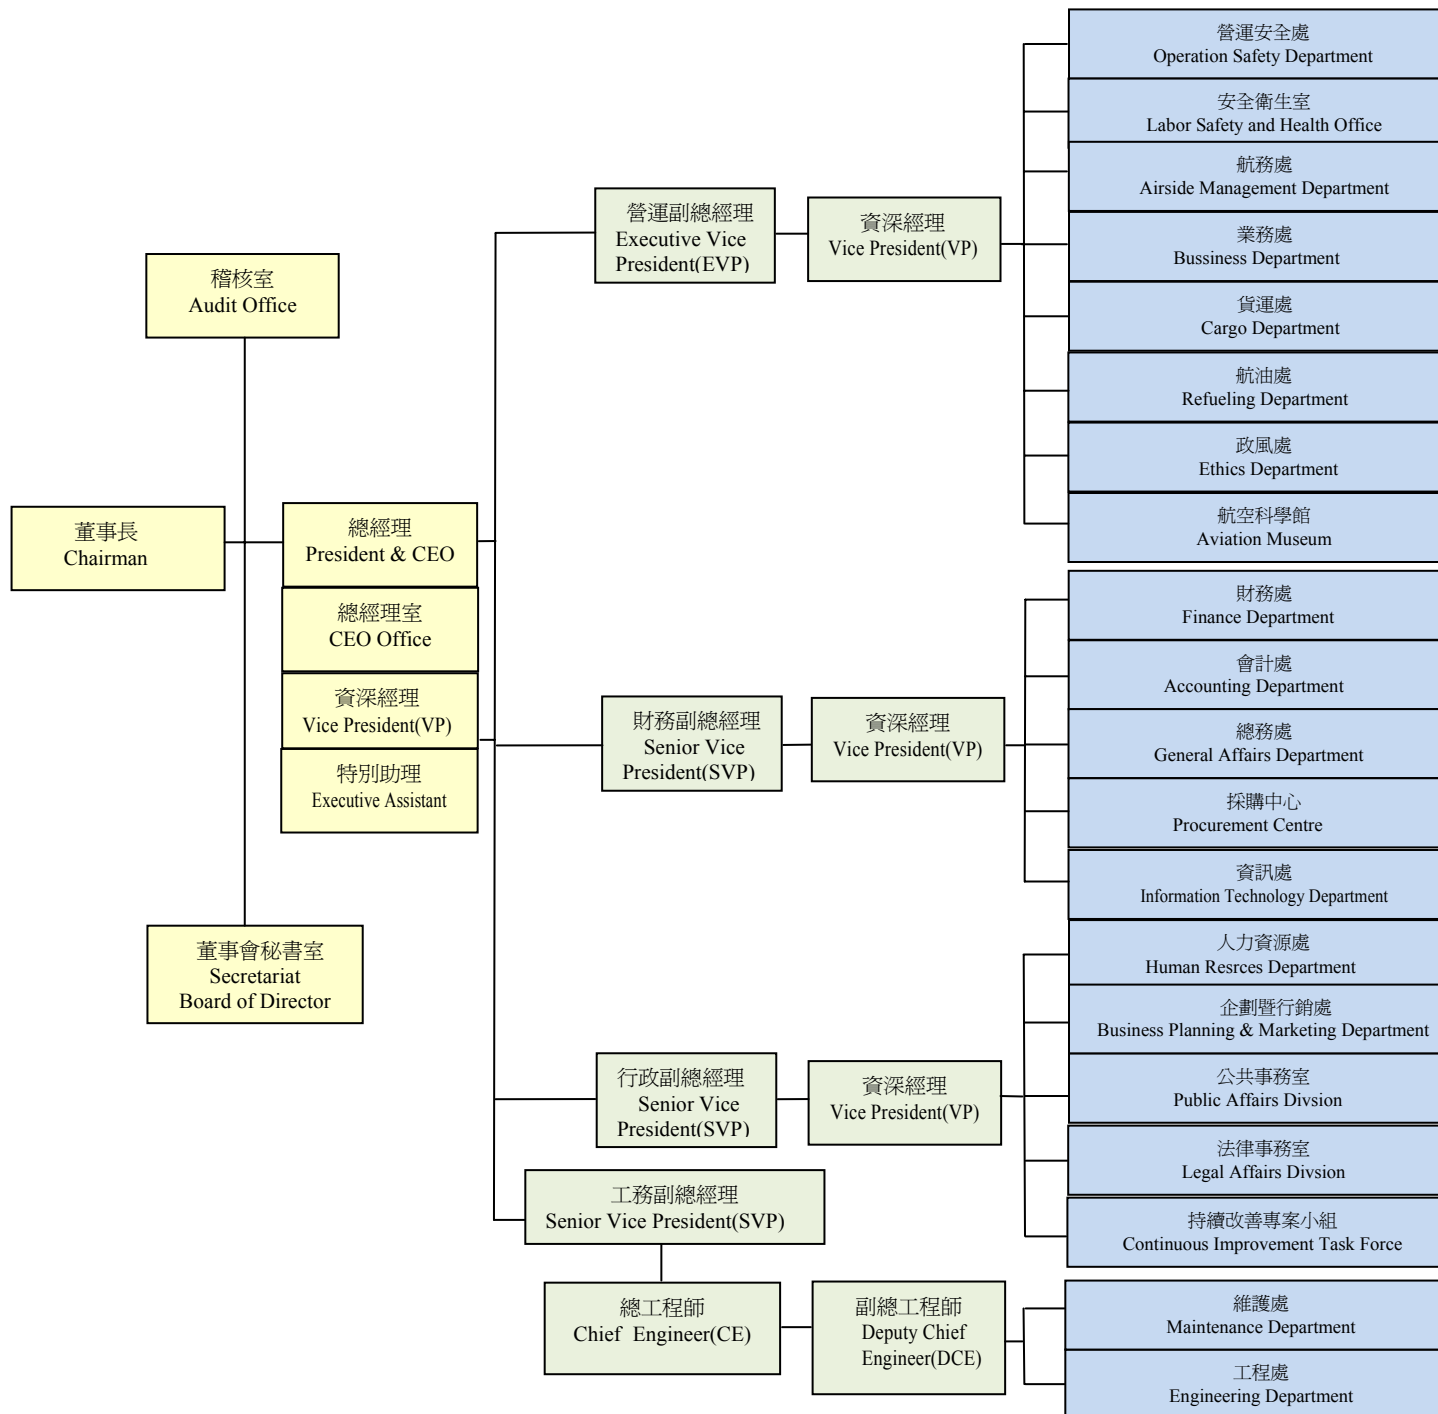 稽核室
Audit Office
董事長
Chairman
總經理
President & CEO
總經理室
CEO Office
資深經理
Vice President(VP)
特別助理
Executive Assistant
董事會秘書室
Secretariat
Board of Director
營運副總經理
Executive Vice
President(EVP)
資深經理
Vice President(VP)
營運安全處
Operation Safety Department
安全衛生室
Labor Safety and Health Office
航務處
Airside Management Department
業務處
Bussiness Department
貨運處
Cargo Department
航油處
Refueling Department
政風處
Ethics Department
航空科學館
Aviation Museum
財務副總經理
Senior Vice
President(SVP)
資深經理
Vice President(VP)
財務處
Finance Department
會計處
Accounting Department
總務處
General Affairs Department
採購中心
Procurement Centre
資訊處
Information Technology Department
行政副總經理
Senior Vice
President(SVP)
資深經理
Vice President(VP)
人力資源處
Human Resrces Department
企劃暨行銷處
Business Planning & Marketing Department
公共事務室
Public Affairs Divsion
法律事務室
Legal Affairs Divsion
持續改善專案小組
Continuous Improvement Task Force
工務副總經理
Senior Vice President(SVP)
總工程師
Chief Engineer(CE)
副總工程師
Deputy Chief
Engineer(DCE)
維護處
Maintenance Department
工程處
Engineering Department